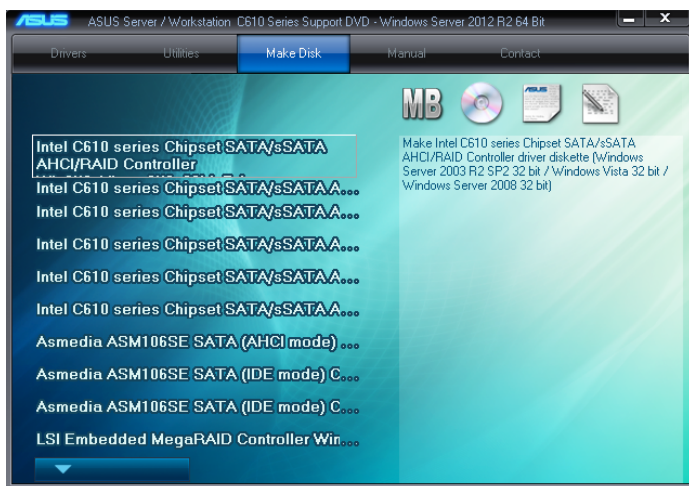 ASUS ASUS Server / Workstation C610 Series Support DVD - Windows Server 2012 R2 64 Bit
Drivers Utilities Make Disk Manual Contact
MB
ASUS
Intel C610 series Chipset SATA/sSATA
AHCI/RAID Controller
Intel C610 series Chipset SATA/sSATA A...
Intel C610 series Chipset SATA/sSATA A...
Intel C610 series Chipset SATA/sSATA A...
Intel C610 series Chipset SATA/sSATA A...
Intel C610 series Chipset SATA/sSATA A...
Asmedia ASM106SE SATA (AHCI mode) ...
Asmedia ASM106SE SATA (IDE mode) C...
Asmedia ASM106SE SATA (IDE mode) C...
LSI Embedded MegaRAID Controller Win...
Make Intel C610 series Chipset SATA/sSATA
AHCI/RAID Controller driver diskette (Windows
Server 2003 R2 SP2 32 bit / Windows Vista 32 bit /
Windows Server 2008 32 bit)